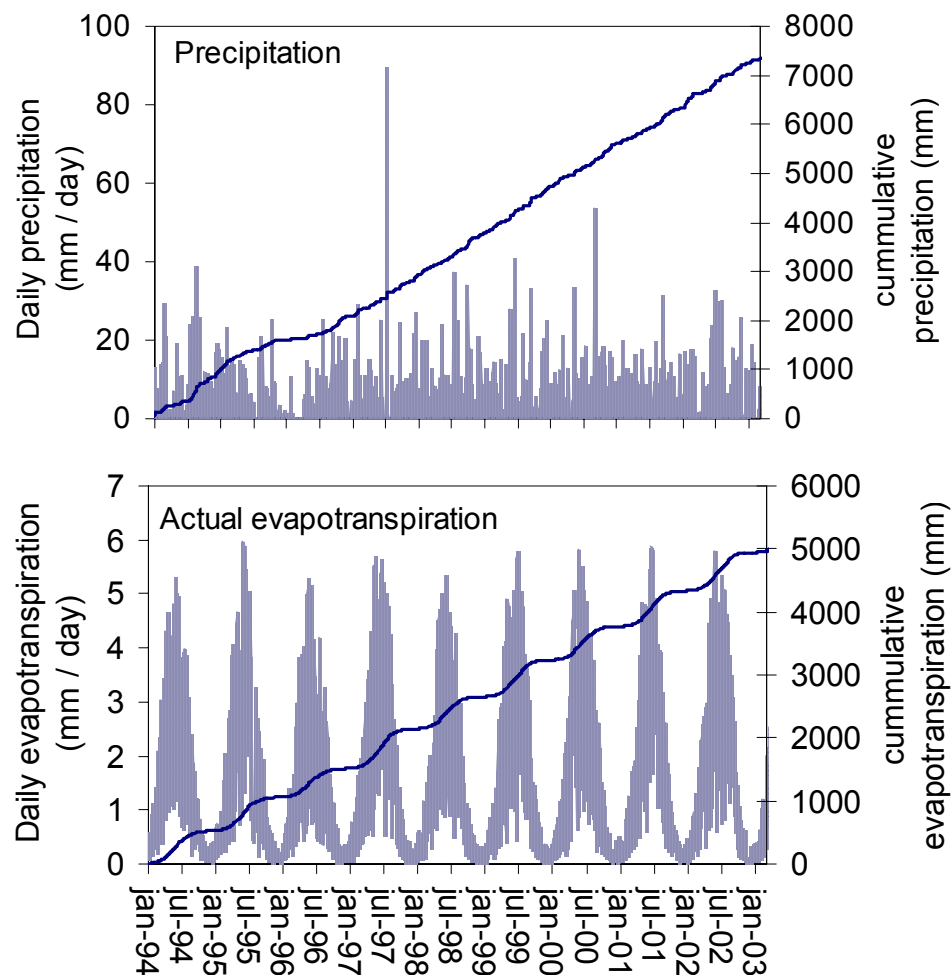 Precipitation
Daily precipitation
(mm / day)
100
80
60
40
20
0
8000
7000
6000
5000
4000
3000
2000
1000
0
cummulative
precipitation (mm)
Actual evapotranspiration
Daily evapotranspiration
(mm / day)
7
6
5
4
3
2
1
0
6000
5000
4000
3000
2000
1000
0
cummulative
evapotranspiration (mm)
jan-94
jul-94
jan-95
jul-95
jan-96
jul-96
jan-97
jul-97
jan-98
jul-98
jan-99
jul-99
jan-00
jul-00
jan-01
jul-01
jan-02
jul-02
jan-03